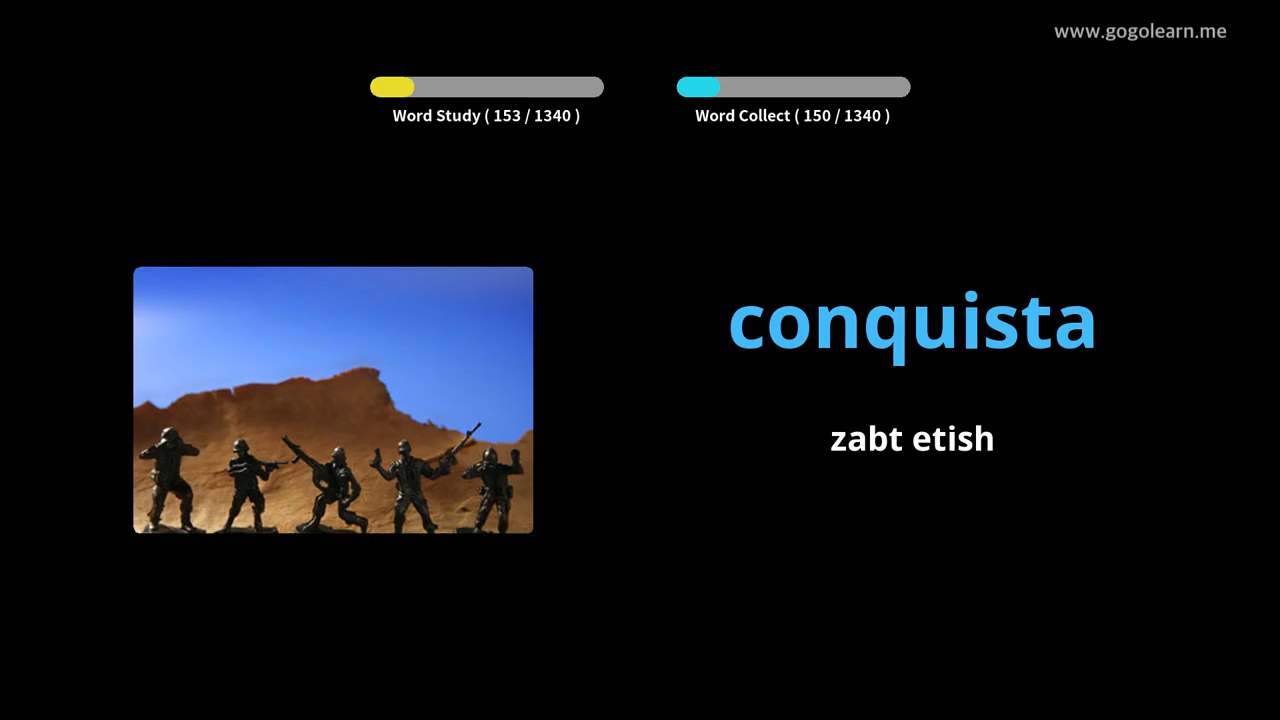 www.gogolearn.me
Word Study ( 153 / 1340 )
Word Collect ( 150 / 1340 )
conquista
zabt etish